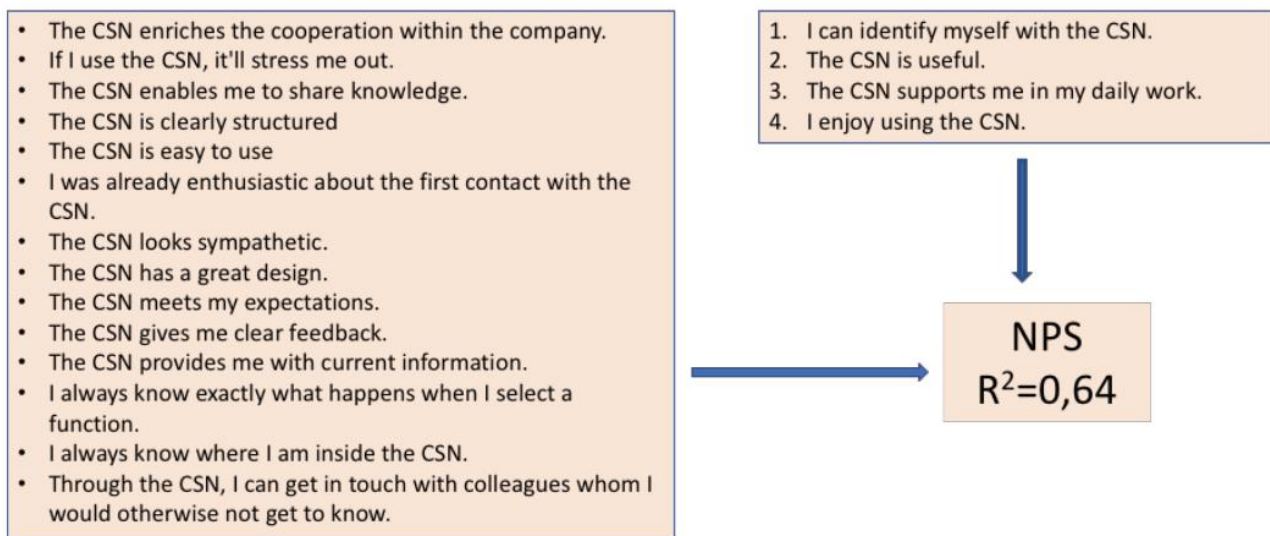 • The CSN enriches the cooperation within the company.
• If I use the CSN, it'll stress me out.
• The CSN enables me to share knowledge.
• The CSN is clearly structured
• The CSN is easy to use
• I was already enthusiastic about the first contact with the
CSN.
• The CSN looks sympathetic.
• The CSN has a great design.
• The CSN meets my expectations.
• The CSN gives me clear feedback.
• The CSN provides me with current information.
• I always know exactly what happens when I select a
function.
• I always know where I am inside the CSN.
• Through the CSN, I can get in touch with colleagues whom I
would otherwise not get to know.
1. I can identify myself with the CSN.
2. The CSN is useful.
3. The CSN supports me in my daily work.
4. I enjoy using the CSN.
NPS
R²=0,64